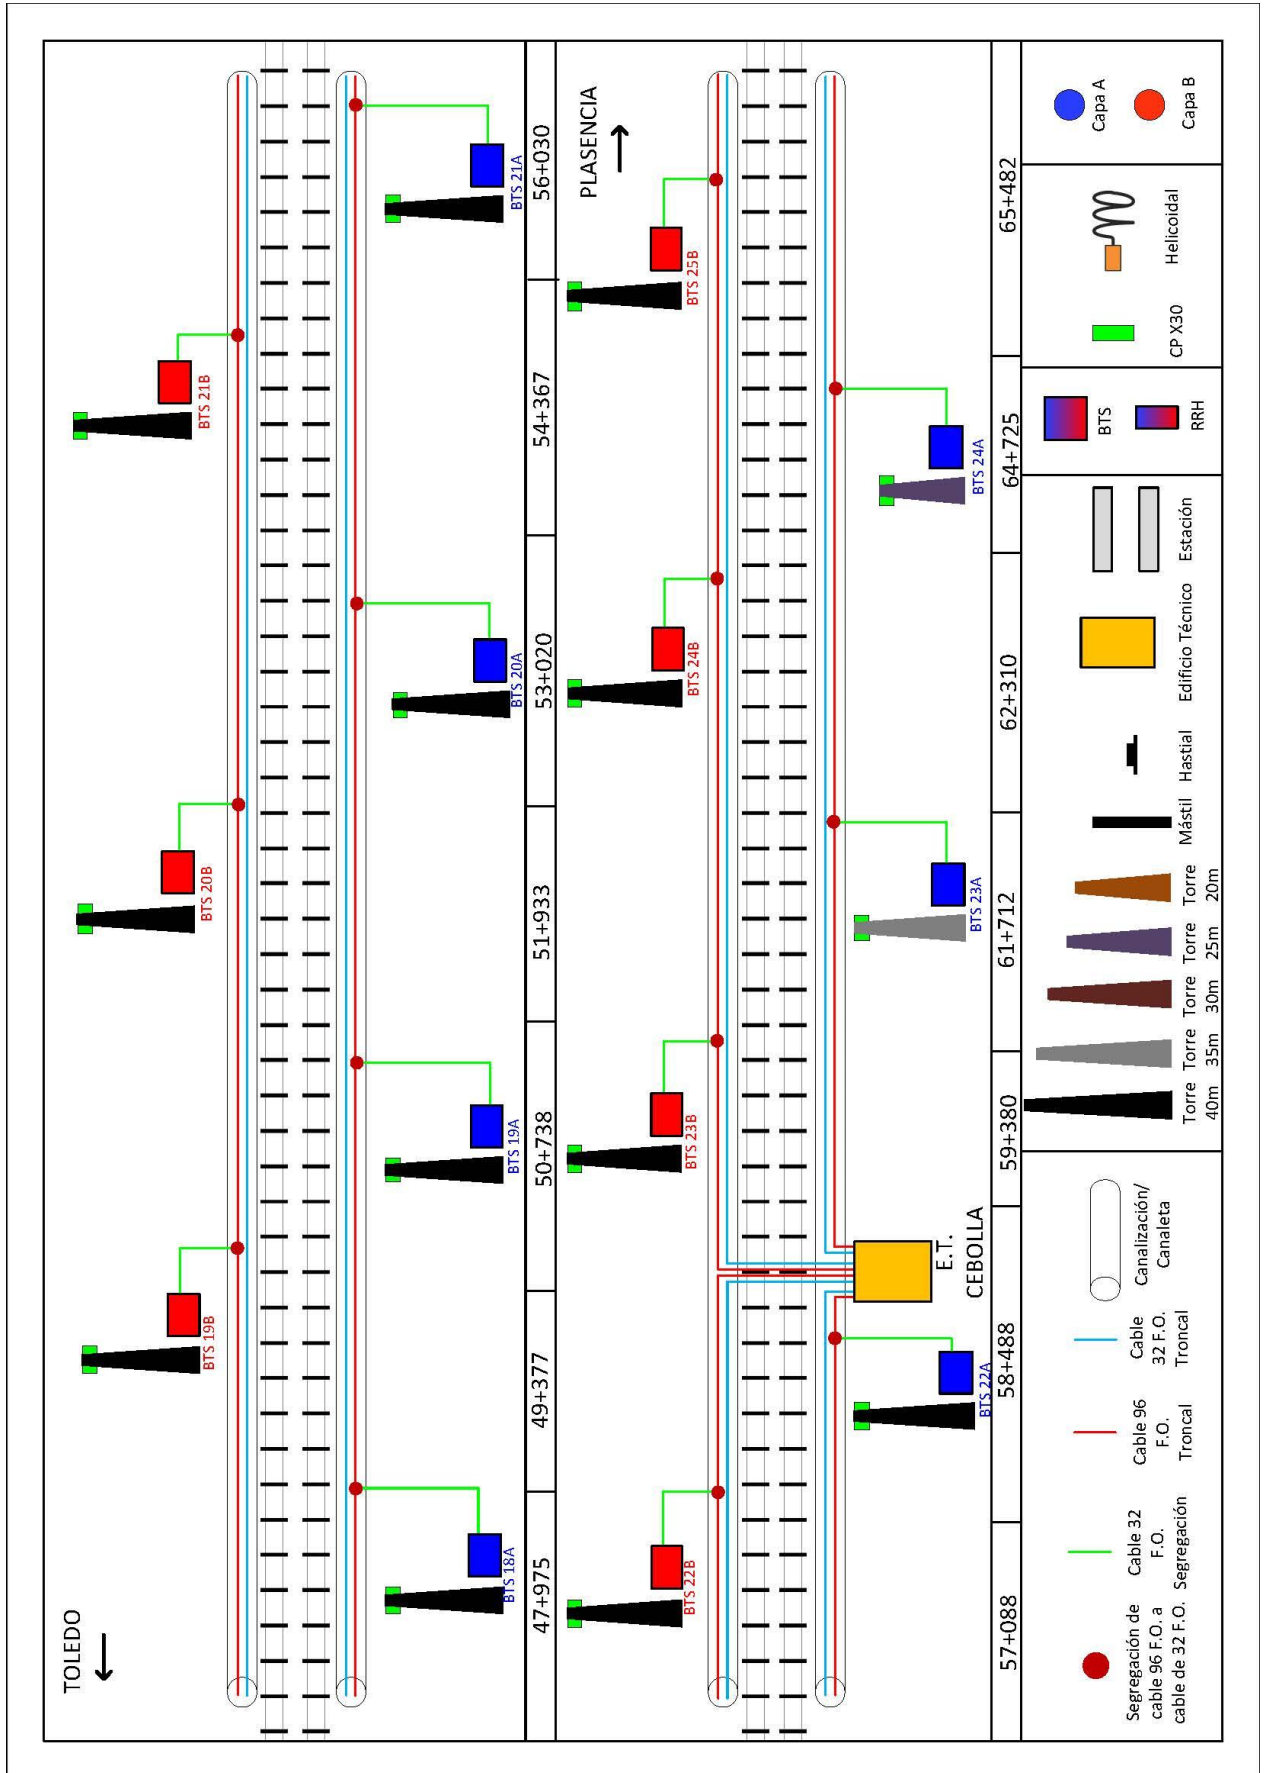 TOLEDO
BTS 19B
BTS 20B
BTS 21B
BTS 18A
BTS 19A
BTS 20A
BTS 21A
47+975
49+377
50+738
51+933
53+020
54+367
56+030
PLASENCIA
BTS 22B
BTS 23B
BTS 24B
BTS 25B
BTS 22A
E.T.
CEBOLLA
BTS 23A
BTS 24A
57+088
58+488
59+380
61+712
62+310
64+725
65+482
Segregación de
cable 96 F.O. a
cable de 32 F.O.
Cable 32
F.O.
Segregación
Cable 96
F.O.
Troncal
Cable
32 F.O.
Troncal
Canalización/
Canaleta
Torre
40m
Torre
35m
Torre
30m
Torre
25m
Torre
20m
Mástil
Hastial
Edificio Técnico
Estación
BTS
RRH
CP X30
Helicoidal
Capa A
Capa B